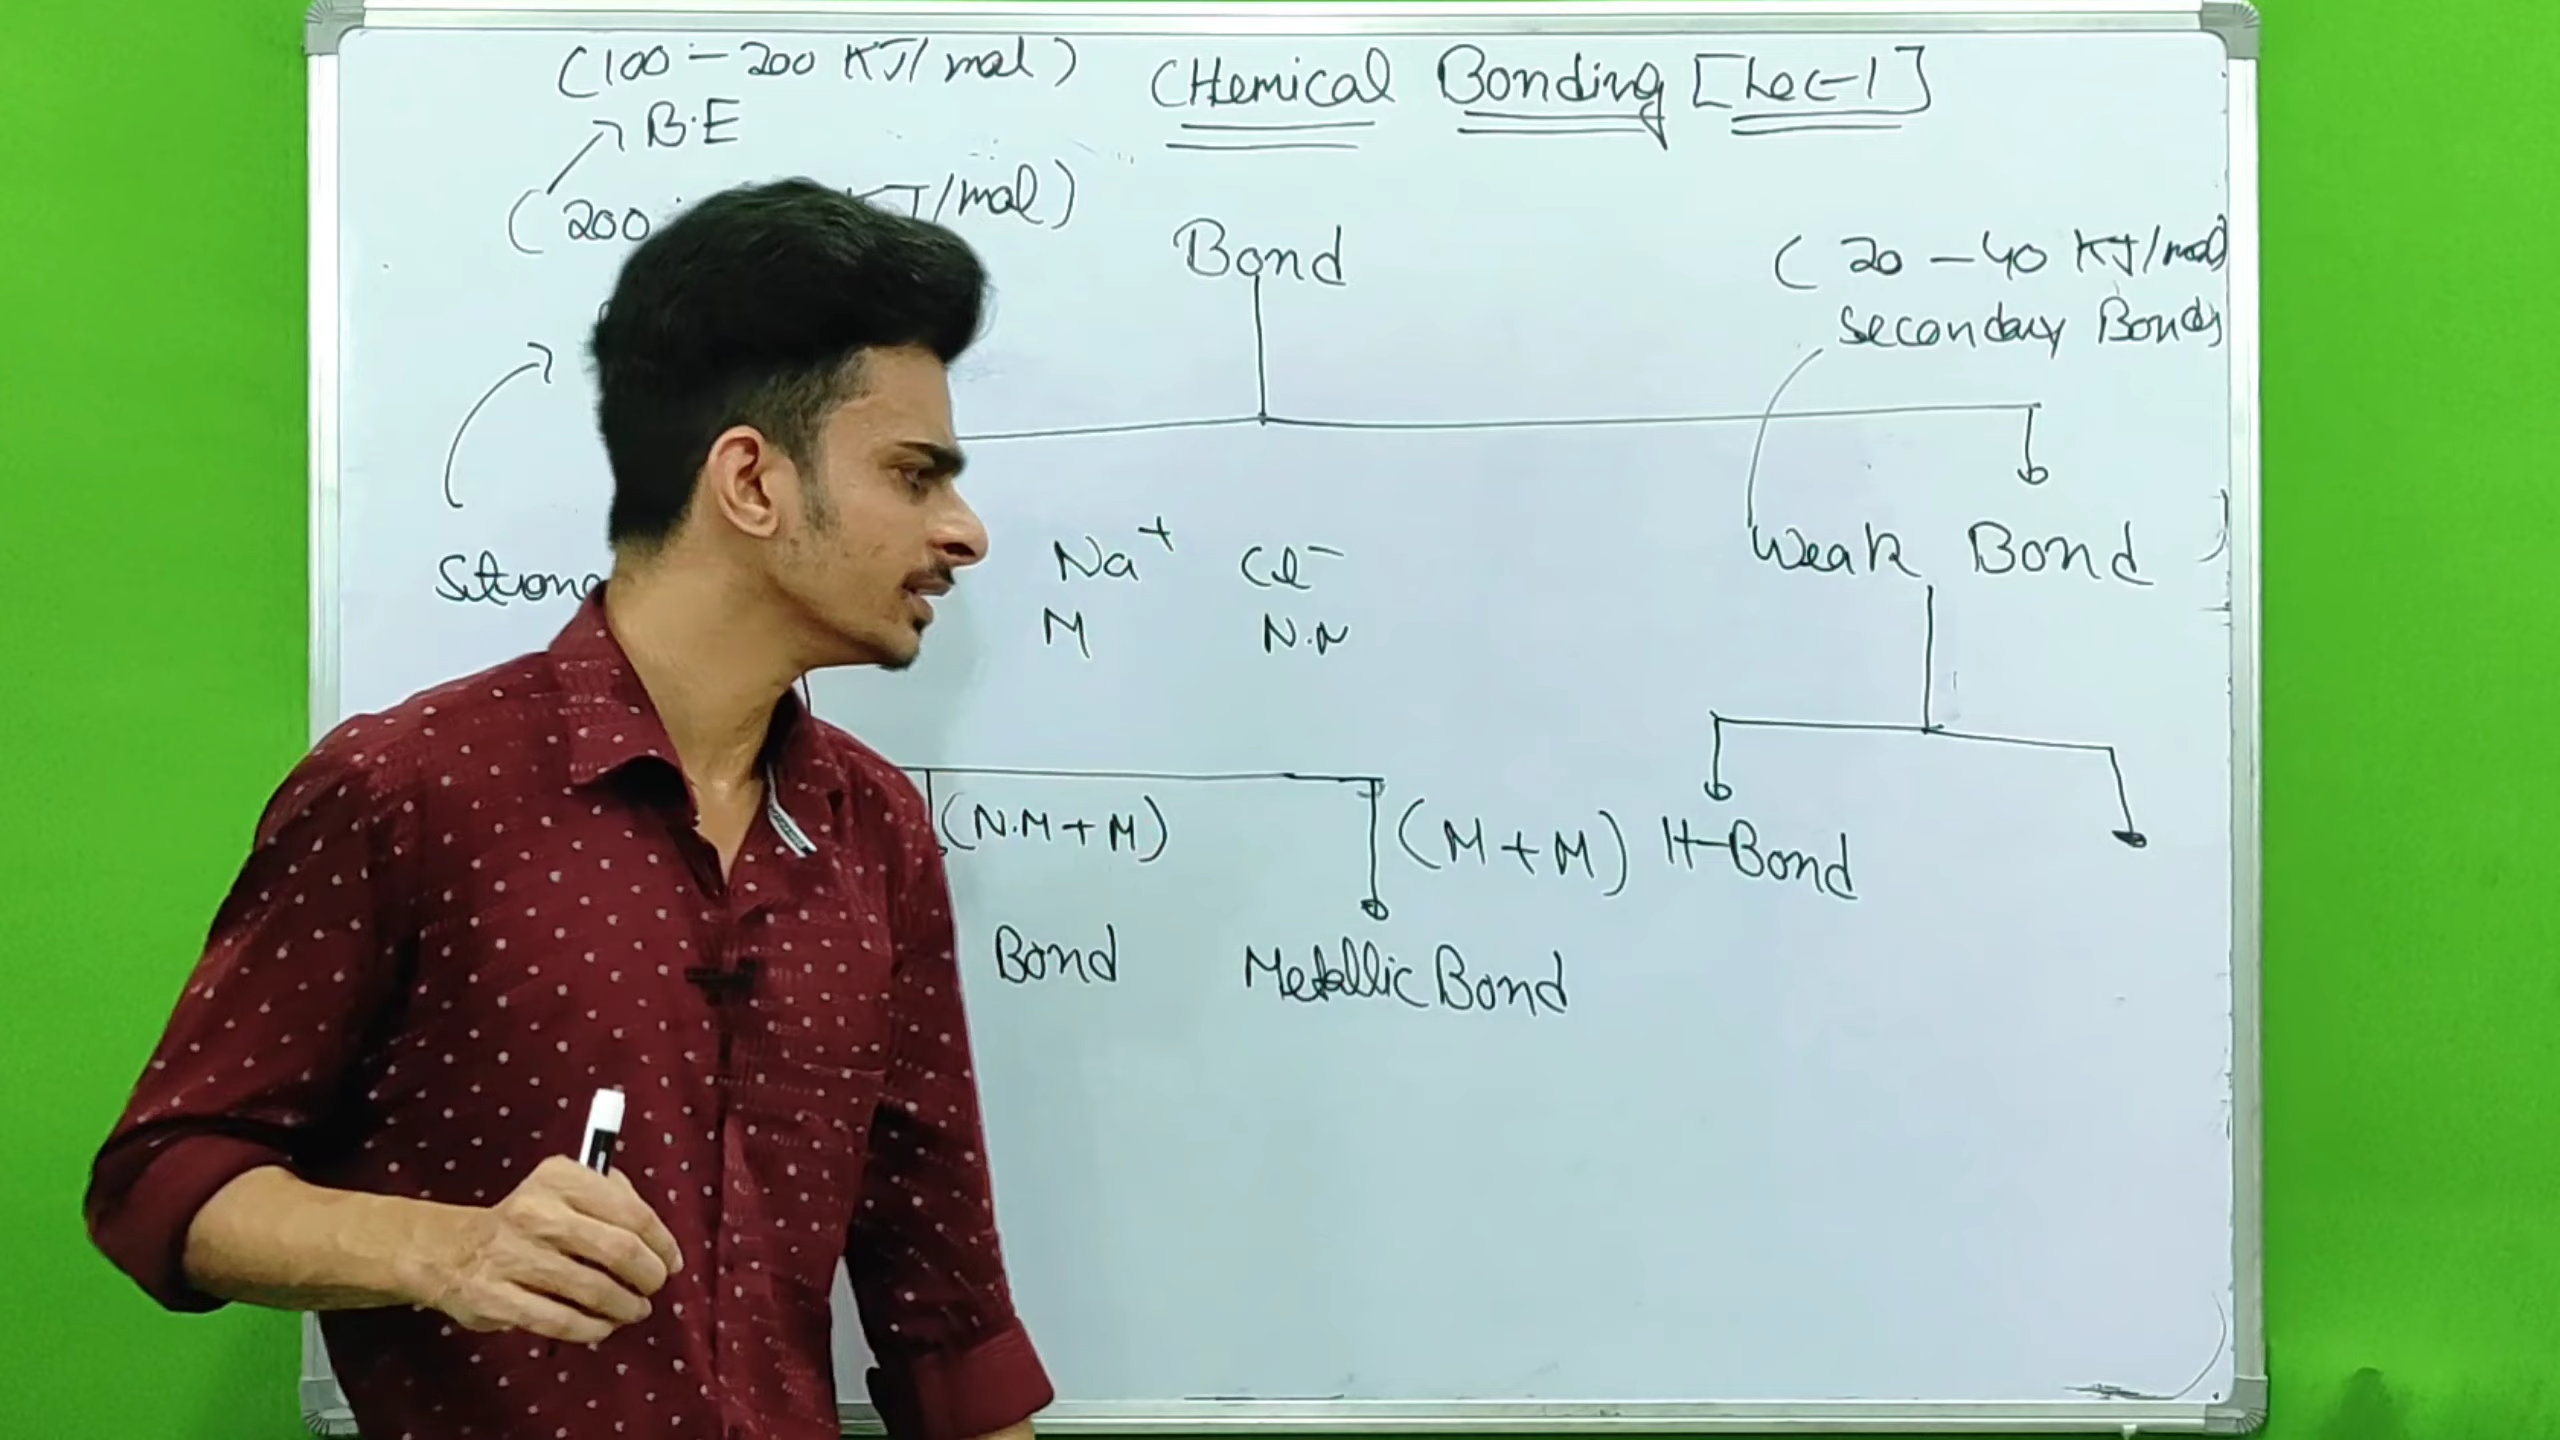 (100 - 200 KJ/mol) CHemical Bonding [Lec-1]
B.E
(200 KJ/mol)
Bond
(20 - 40 KJ/mol)
Secondary Bonds
Na⁺ Cl⁻
Weak Bond
Strong
M N.M
(N.M + M)
(M + M)
H-Bond
Bond
Metallic Bond